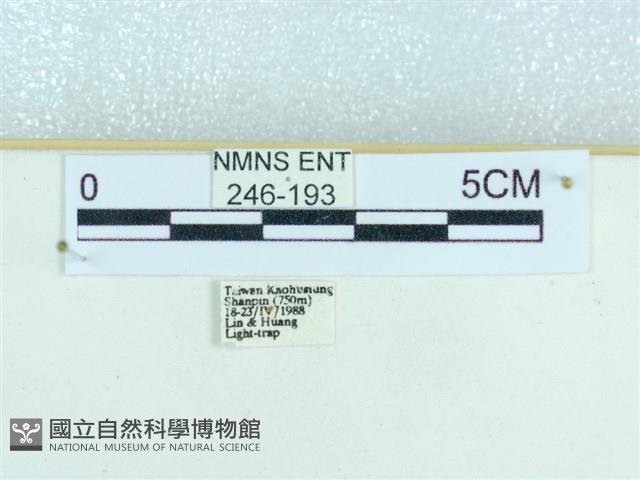 NMNS ENT
246-193
0 5CM
Taiwan Kaohusiung
Shanpin (750m)
18-23/IV/1988
Lin & Huang
Light-trap
國立自然科學博物館
NATIONAL MUSEUM OF NATURAL SCIENCE